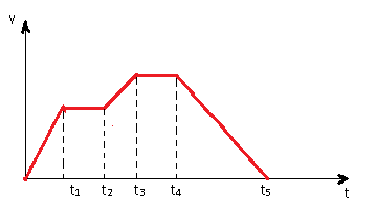 v
t₁ t₂ t₃ t₄ t₅ t